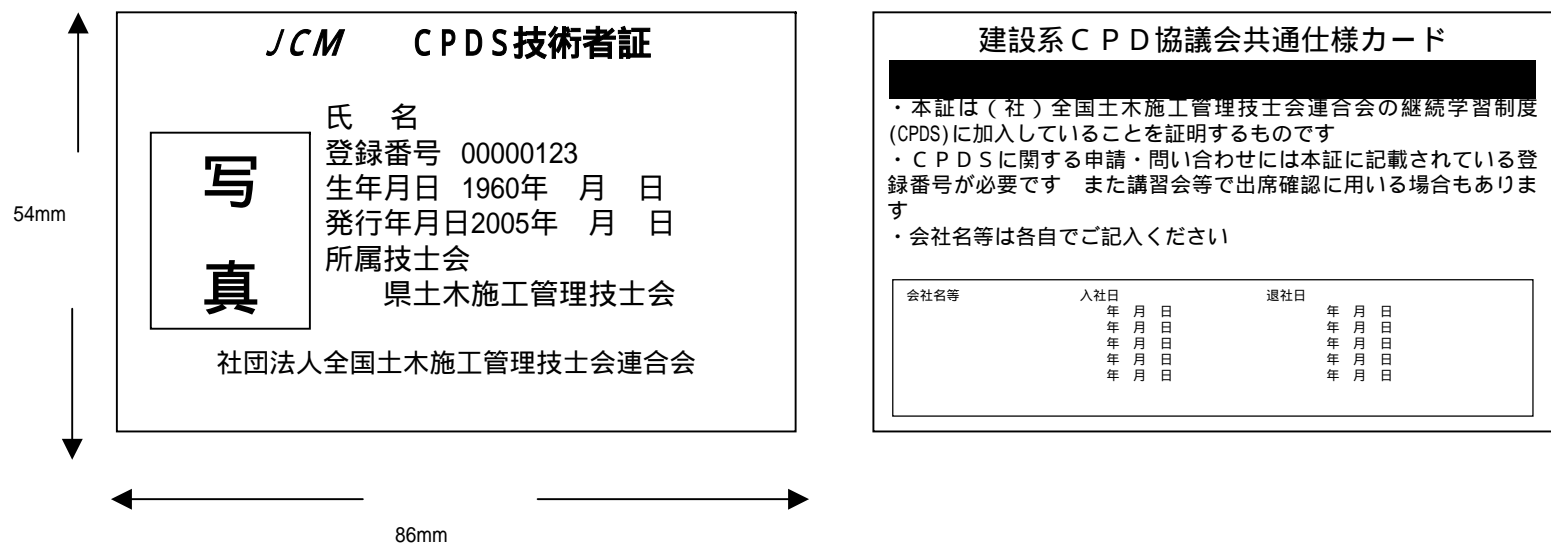 JCM CPDS技術者証
氏 名
登録番号 00000123
生年月日 1960年 月 日
発行年月日2005年 月 日
所属技士会
県土木施工管理技士会
写
真
社団法人全国土木施工管理技士会連合会
54mm
86mm
建設系ＣＰＤ協議会共通仕様カード
・本証は（社）全国土木施工管理技士会連合会の継続学習制度
(CPDS)に加入していることを証明するものです
・ＣＰＤＳに関する申請・問い合わせには本証に記載されている登
録番号が必要です また講習会等で出席確認に用いる場合もありま
す
・会社名等は各自でご記入ください
会社名等 入社日 退社日
年 月 日 年 月 日
年 月 日 年 月 日
年 月 日 年 月 日
年 月 日 年 月 日
年 月 日 年 月 日